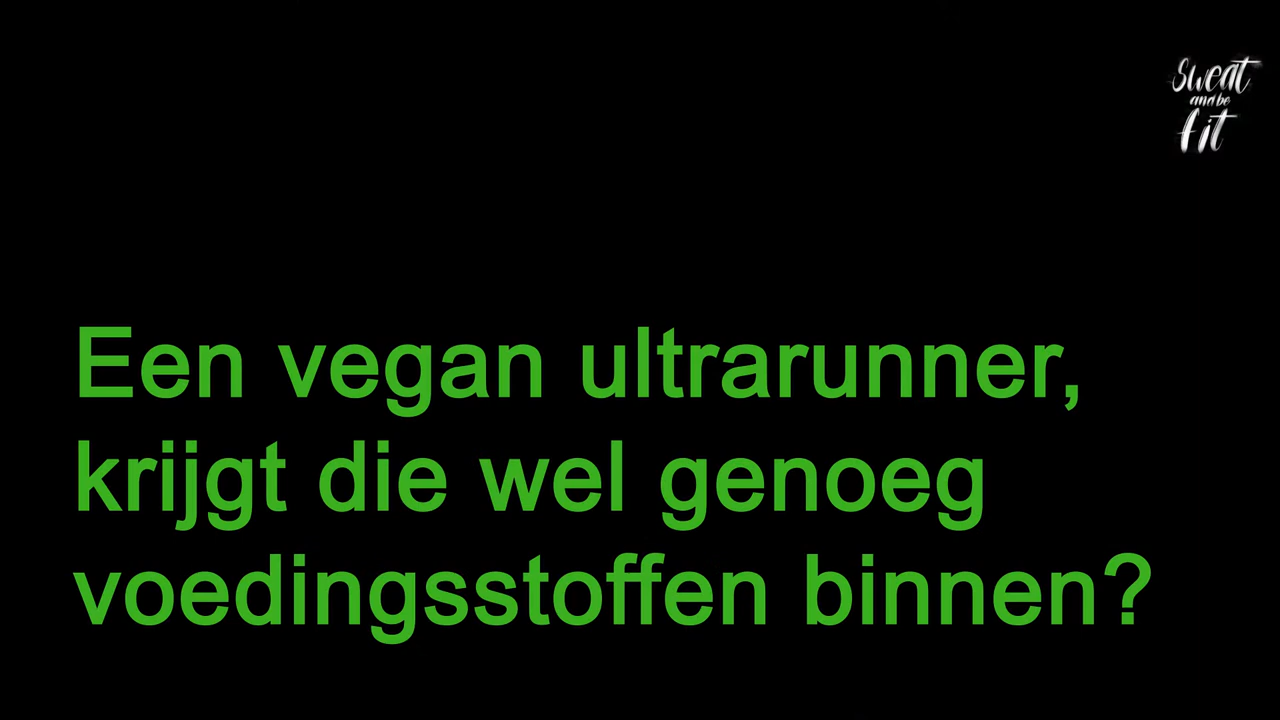 Sweat
and be
fit
Een vegan ultrarunner,
krijgt die wel genoeg
voedingsstoffen binnen?